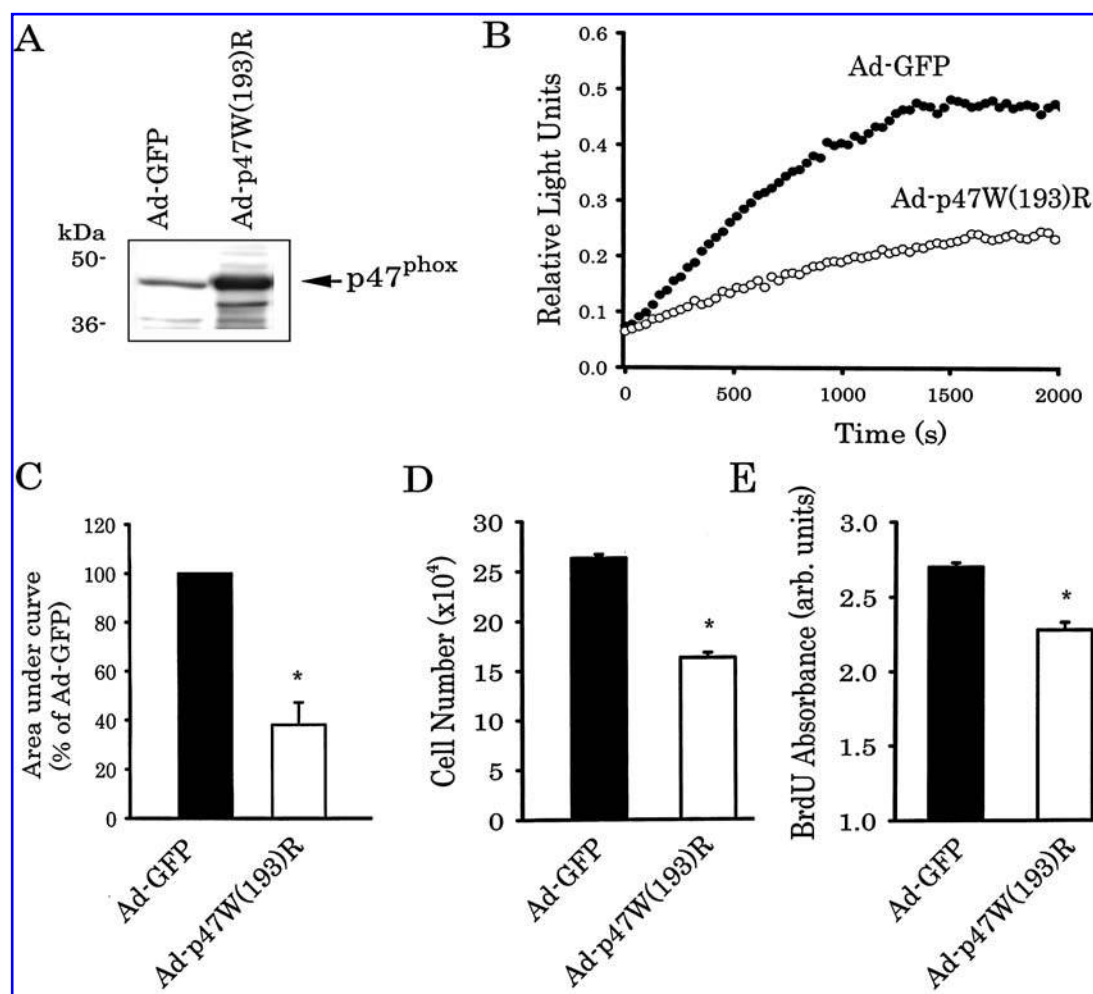 A
Ad-GFP
Ad-p47W(193)R
kDa
50-
36-
p47phox
B
Relative Light Units
0.6
0.5
0.4
0.3
0.2
0.1
0.0
Ad-GFP
Ad-p47W(193)R
0 500 1000 1500 2000
Time (s)
C
Area under curve
(% of Ad-GFP)
120
100
80
60
40
20
0
*
Ad-GFP
Ad-p47W(193)R
D
Cell Number (x10⁴)
30
25
20
15
10
5
0
*
Ad-GFP
Ad-p47W(193)R
E
BrdU Absorbance (arb. units)
3.0
2.5
2.0
1.5
1.0
*
Ad-GFP
Ad-p47W(193)R